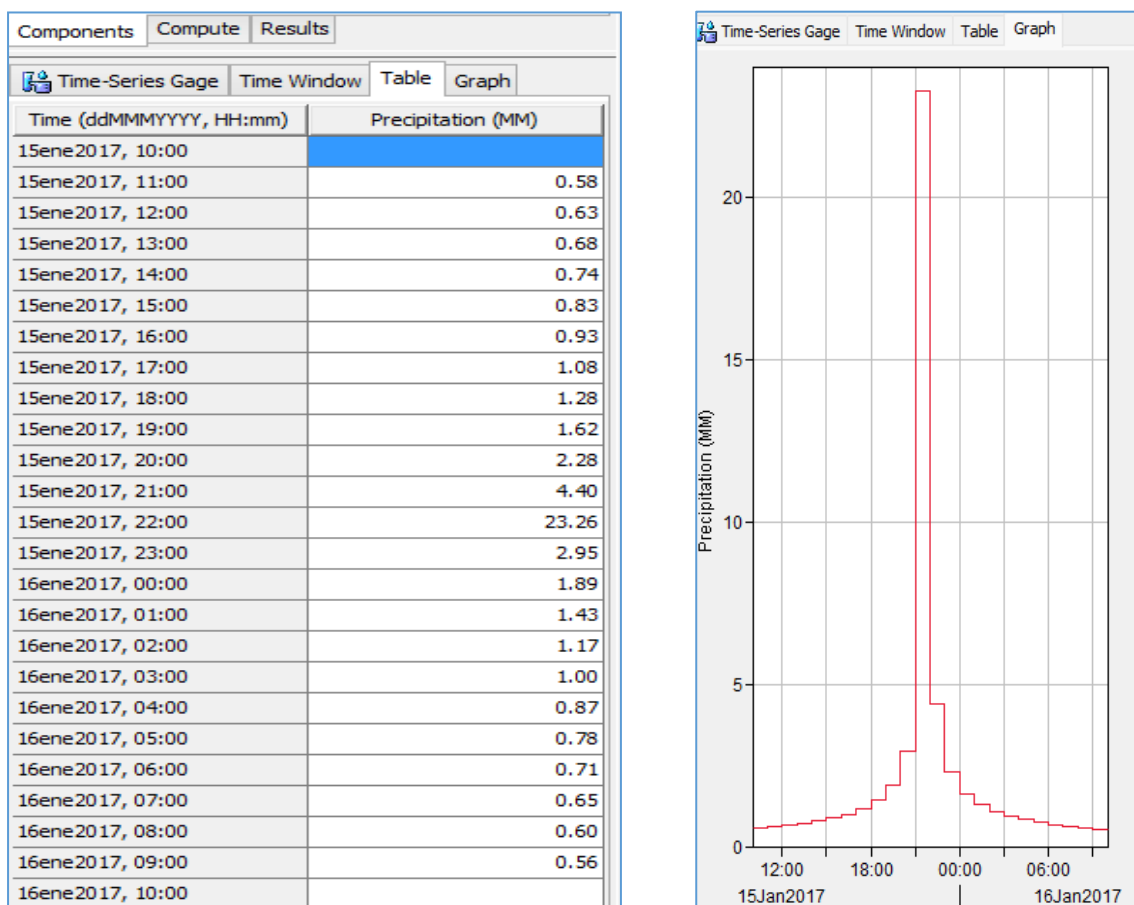 Components Compute Results
Time-Series Gage Time Window Table Graph
Time (ddMMMYYYY, HH:mm) Precipitation (MM)
15ene2017, 10:00
15ene2017, 11:00 0.58
15ene2017, 12:00 0.63
15ene2017, 13:00 0.68
15ene2017, 14:00 0.74
15ene2017, 15:00 0.83
15ene2017, 16:00 0.93
15ene2017, 17:00 1.08
15ene2017, 18:00 1.28
15ene2017, 19:00 1.62
15ene2017, 20:00 2.28
15ene2017, 21:00 4.40
15ene2017, 22:00 23.26
15ene2017, 23:00 2.95
16ene2017, 00:00 1.89
16ene2017, 01:00 1.43
16ene2017, 02:00 1.17
16ene2017, 03:00 1.00
16ene2017, 04:00 0.87
16ene2017, 05:00 0.78
16ene2017, 06:00 0.71
16ene2017, 07:00 0.65
16ene2017, 08:00 0.60
16ene2017, 09:00 0.56
16ene2017, 10:00
Time-Series Gage Time Window Table Graph
Precipitation (MM)
20
15
10
5
0
12:00 18:00 00:00 06:00
15Jan2017 16Jan2017